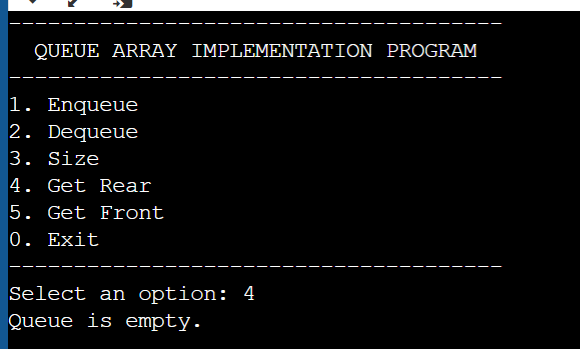 --------------------------------------
QUEUE ARRAY IMPLEMENTATION PROGRAM
--------------------------------------
1. Enqueue
2. Dequeue
3. Size
4. Get Rear
5. Get Front
0. Exit
--------------------------------------
Select an option: 4
Queue is empty.